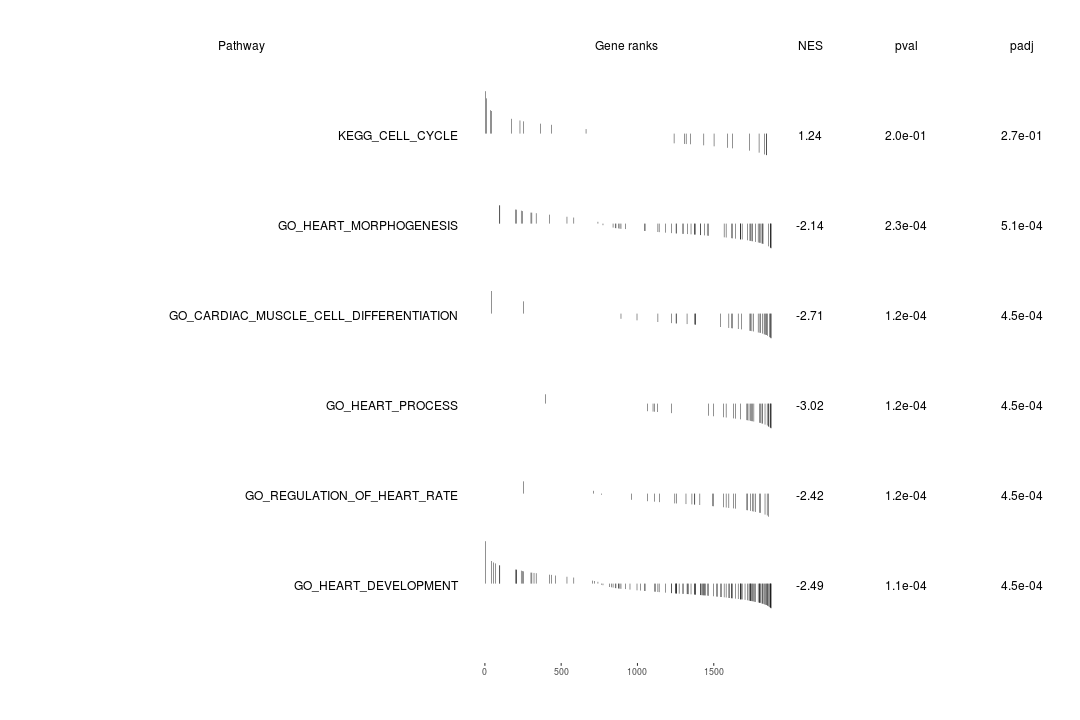 Pathway Gene ranks NES pval padj
KEGG_CELL_CYCLE 1.24 2.0e-01 2.7e-01
GO_HEART_MORPHOGENESIS -2.14 2.3e-04 5.1e-04
GO_CARDIAC_MUSCLE_CELL_DIFFERENTIATION -2.71 1.2e-04 4.5e-04
GO_HEART_PROCESS -3.02 1.2e-04 4.5e-04
GO_REGULATION_OF_HEART_RATE -2.42 1.2e-04 4.5e-04
GO_HEART_DEVELOPMENT -2.49 1.1e-04 4.5e-04
0 500 1000 1500